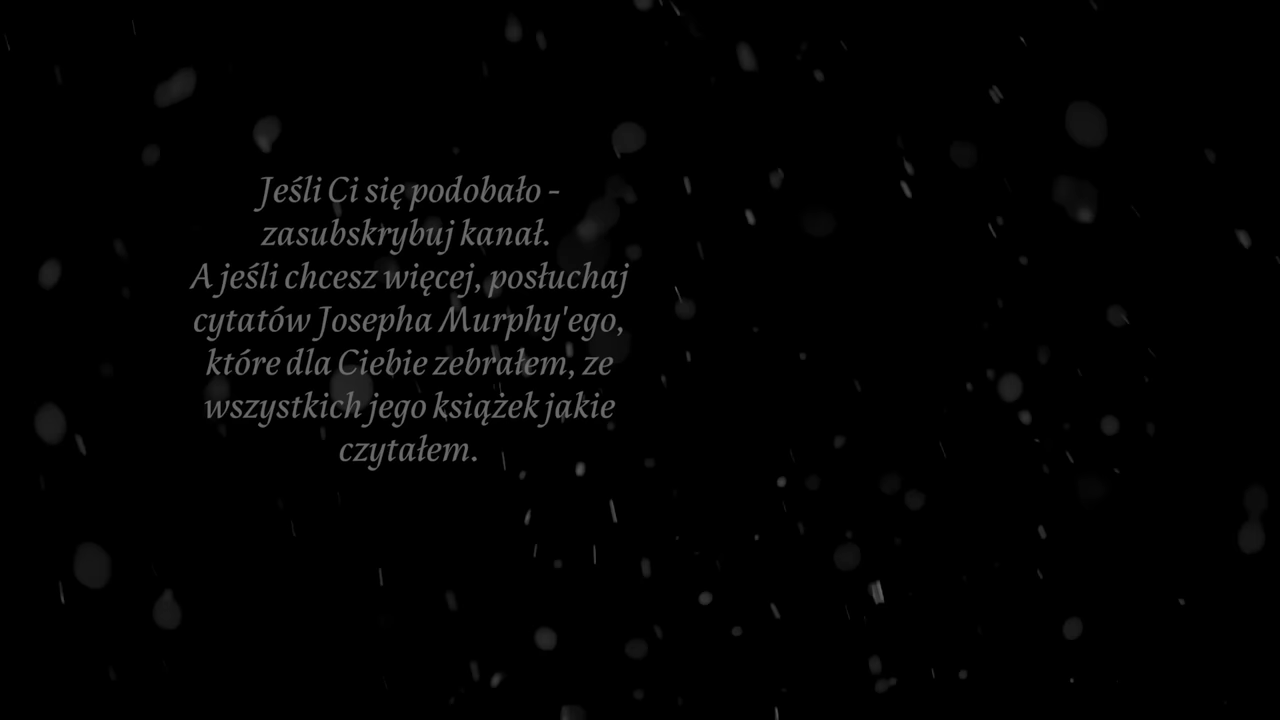 Jeśli Ci się podobało -
zasubskrybuj kanał.
A jeśli chcesz więcej, posłuchaj
cytatów Josepha Murphy'ego,
które dla Ciebie zebrałem, ze
wszystkich jego książek jakie
czytałem.